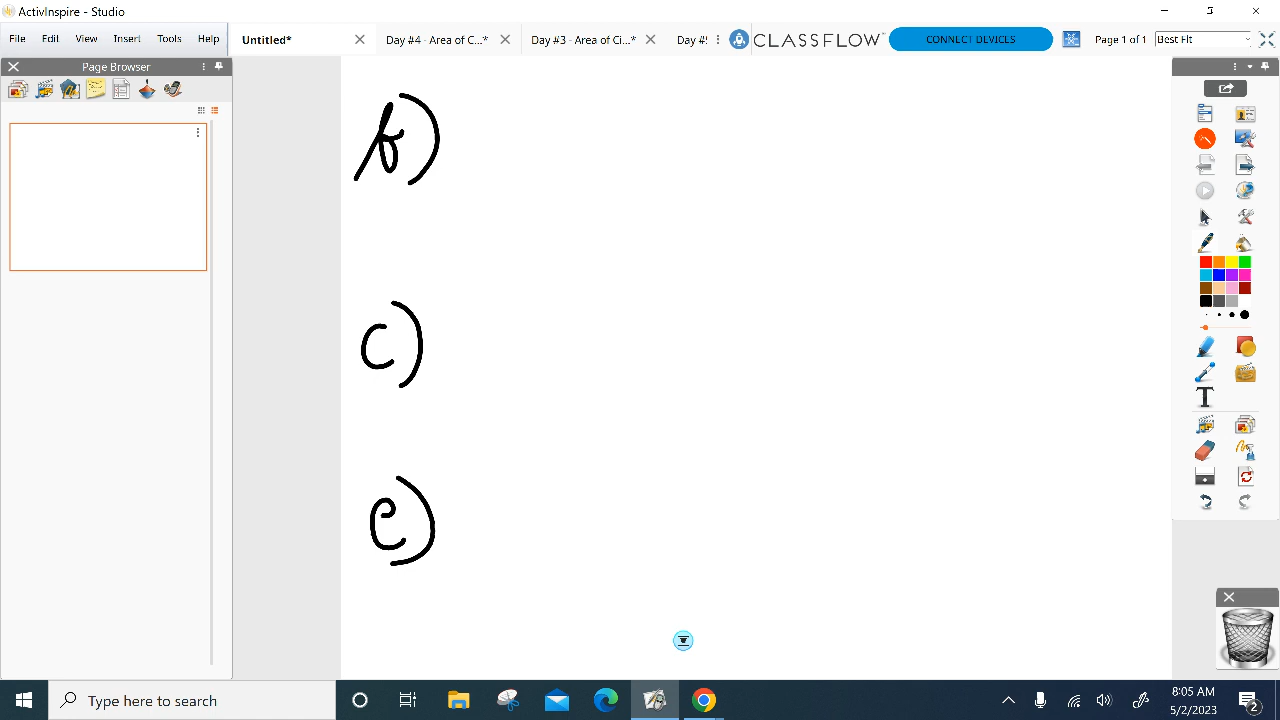 ActivInspire - Studio
File Edit View Insert Tools Help Untitled* Day #4 - Area of C...* Day #3 - Area of Ci...* Day #! CLASSFLOW CONNECT DEVICES Page 1 of 1 Best Fit
Page Browser
b)
c)
e)
T
Type here to search
8:05 AM
5/2/2023
2